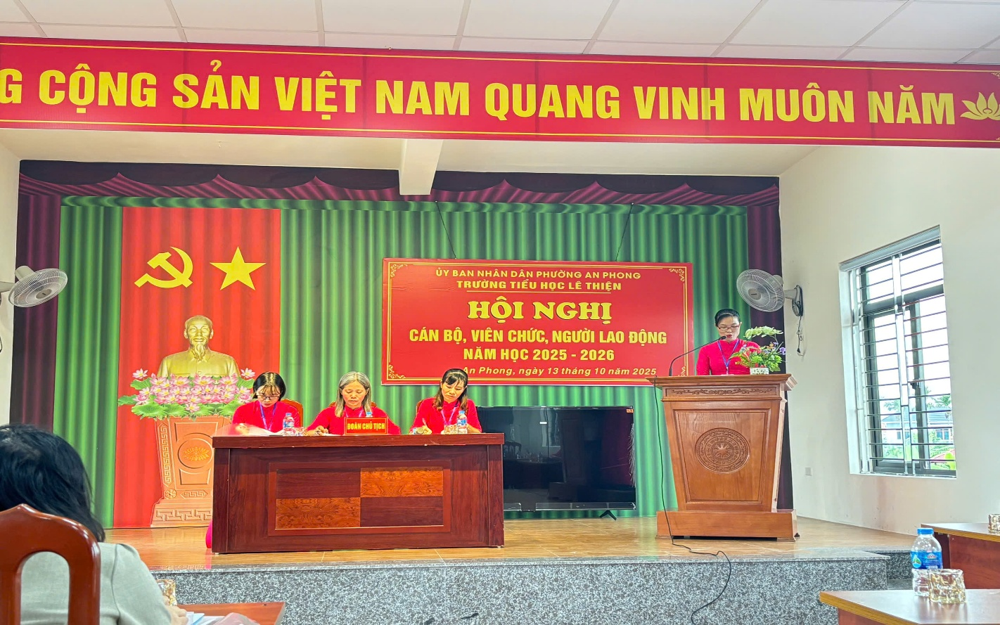 G CỘNG SẢN VIỆT NAM QUANG VINH MUÔN NĂM
ỦY BAN NHÂN DÂN PHƯỜNG AN PHONG
TRƯỜNG TIỂU HỌC LÊ THIỆN
HỘI NGHỊ
CÁN BỘ, VIÊN CHỨC, NGƯỜI LAO ĐỘNG
NĂM HỌC 2025 - 2026
An Phong, ngày 13 tháng 10 năm 2025
ĐOÀN CHỦ TỊCH